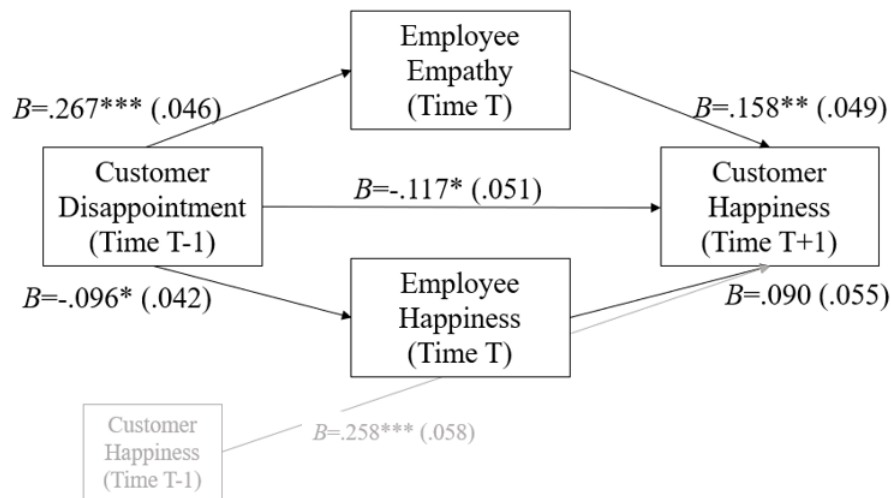 Employee
Empathy
(Time T)
B=.267*** (.046)
B=.158** (.049)
Customer
Disappointment
(Time T-1)
B=-.117* (.051)
Customer
Happiness
(Time T+1)
B=-.096* (.042)
Employee
Happiness
(Time T)
B=.090 (.055)
Customer
Happiness
(Time T-1)
B=.258*** (.058)